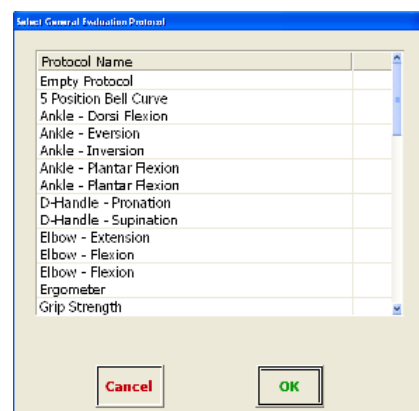 Select General Evaluation Protocol
Protocol Name
Empty Protocol
5 Position Bell Curve
Ankle - Dorsi Flexion
Ankle - Eversion
Ankle - Inversion
Ankle - Plantar Flexion
Ankle - Plantar Flexion
D-Handle - Pronation
D-Handle - Supination
Elbow - Extension
Elbow - Flexion
Elbow - Flexion
Ergometer
Grip Strength
Cancel OK